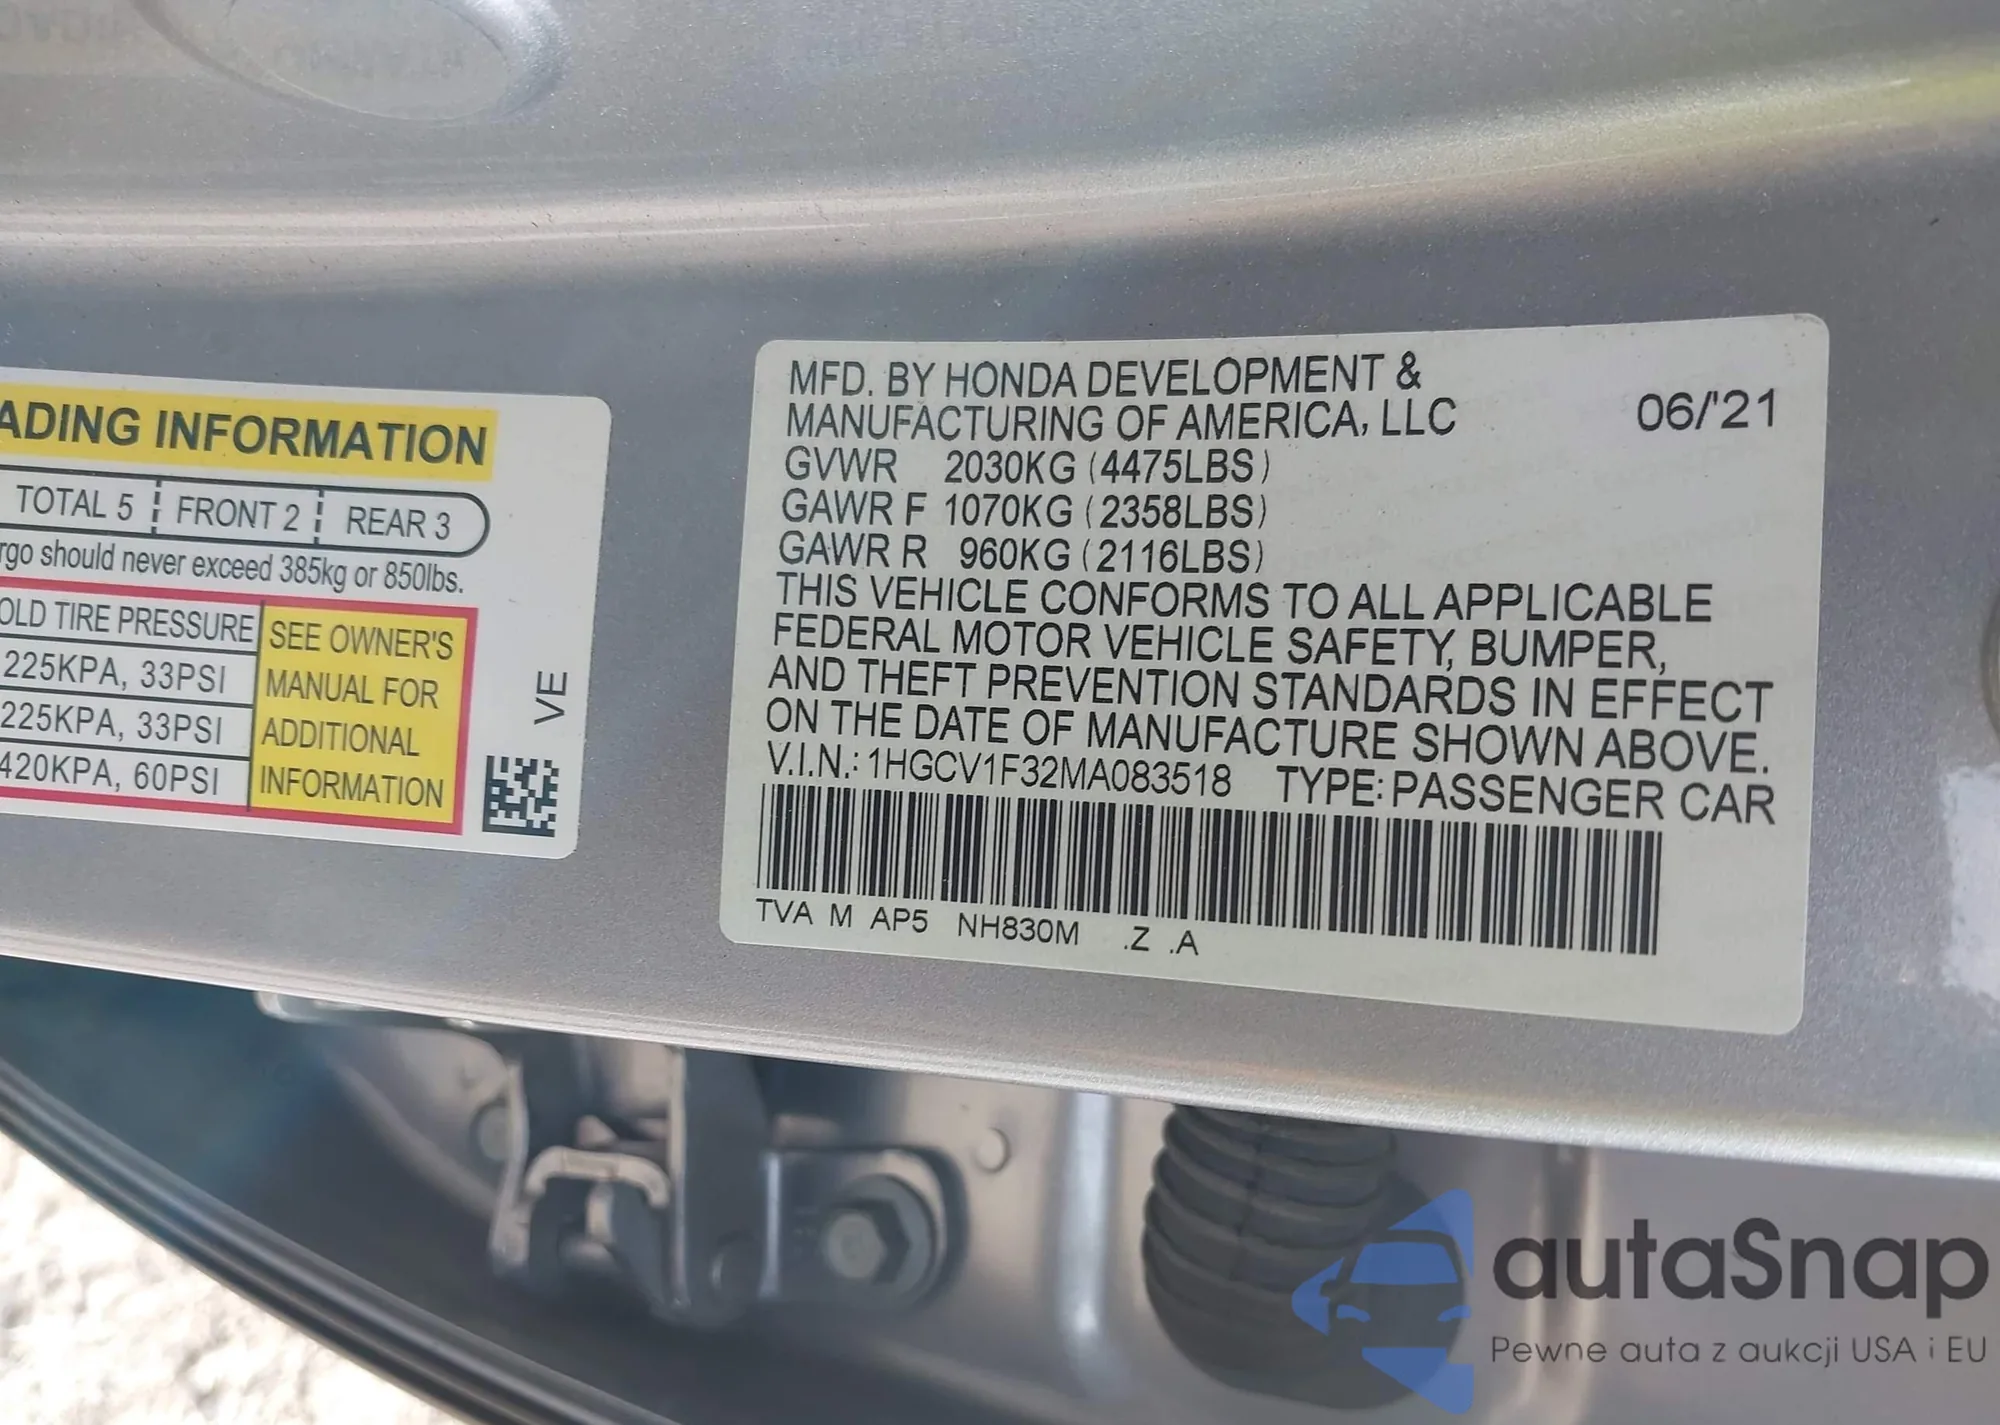 ADING INFORMATION
TOTAL 5 FRONT 2 REAR 3
rgo should never exceed 385kg or 850lbs.
OLD TIRE PRESSURE
225KPA, 33PSI
225KPA, 33PSI
420KPA, 60PSI
SEE OWNER'S
MANUAL FOR
ADDITIONAL
INFORMATION
VE
MFD. BY HONDA DEVELOPMENT &
MANUFACTURING OF AMERICA, LLC 06/'21
GVWR 2030KG (4475LBS)
GAWR F 1070KG (2358LBS)
GAWR R 960KG (2116LBS)
THIS VEHICLE CONFORMS TO ALL APPLICABLE
FEDERAL MOTOR VEHICLE SAFETY, BUMPER,
AND THEFT PREVENTION STANDARDS IN EFFECT
ON THE DATE OF MANUFACTURE SHOWN ABOVE.
V.I.N.: 1HGCV1F32MA083518 TYPE: PASSENGER CAR
TVA M AP5 NH830M .Z .A
autaSnap
Pewne auta z aukcji USA i EU